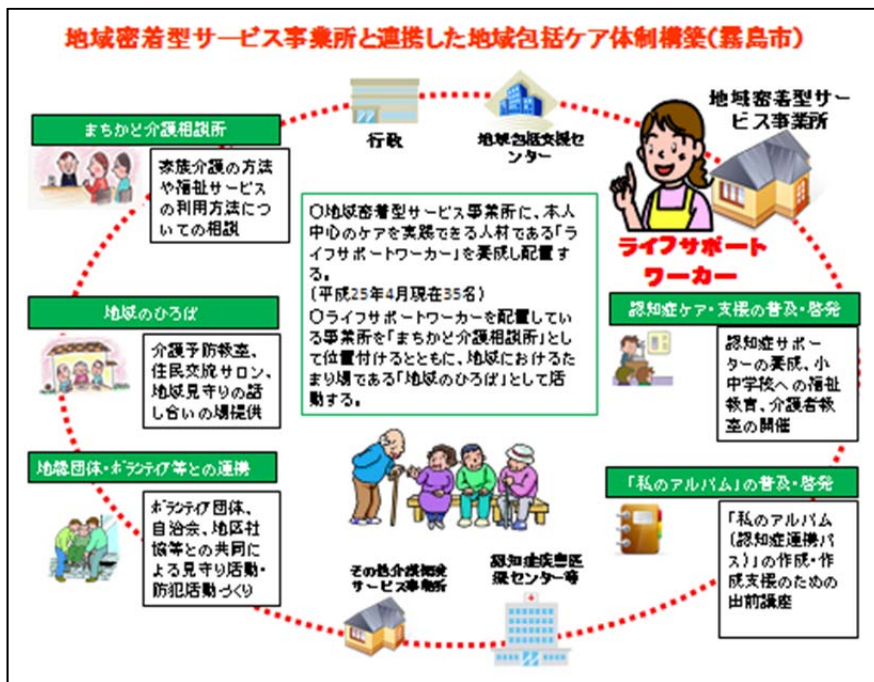 地域密着型サービス事業所と連携した地域包括ケア体制構築(霧島市)
行政
地域包括支援セ
ンター
地域密着型サー
ビス事業所
ライフサポート
ワーカー
まちかど介護相談所
家族介護の方法
や福祉サービス
の利用方法につ
いての相談
〇地域密着型サービス事業所に、本人
中心のケアを実践できる人材である「ラ
イフサポートワーカー」を養成し配置す
る。
(平成25年4月現在35名)
〇ライフサポートワーカーを配置してい
る事業所を「まちかど介護相談所」とし
て位置付けるとともに、地域におけるた
まり場である「地域のひろば」として活
動する。
地域のひろば
介護予防教室、
住民交流サロン、
地域見守りの話
し合いの場提供
認知症ケア・支援の普及・啓発
認知症サポー
ターの養成、小
中学校への福祉
教育、介護者教
室の開催
地縁団体・ボランティア等との連携
ボランティア団体、
自治会、地区社
協等との共同に
よる見守り活動・
防犯活動づくり
「私のアルバム」の普及・啓発
「私のアルバム
(認知症連携パ
ス)」の作成・作
成支援のための
出前講座
その他介護保険
サービス事業所
認知症疾患医
療センター等